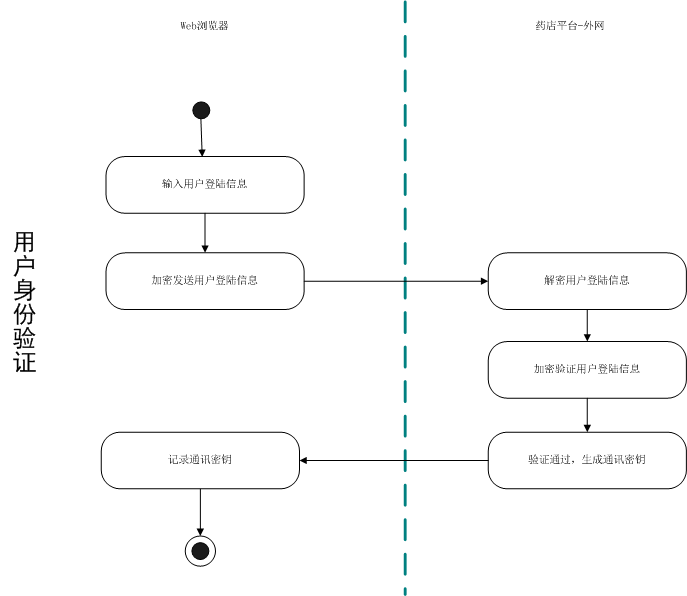 Web浏览器
药店平台-外网
用户身份验证
输入用户登陆信息
加密发送用户登陆信息
解密用户登陆信息
加密验证用户登陆信息
验证通过，生成通讯密钥
记录通讯密钥